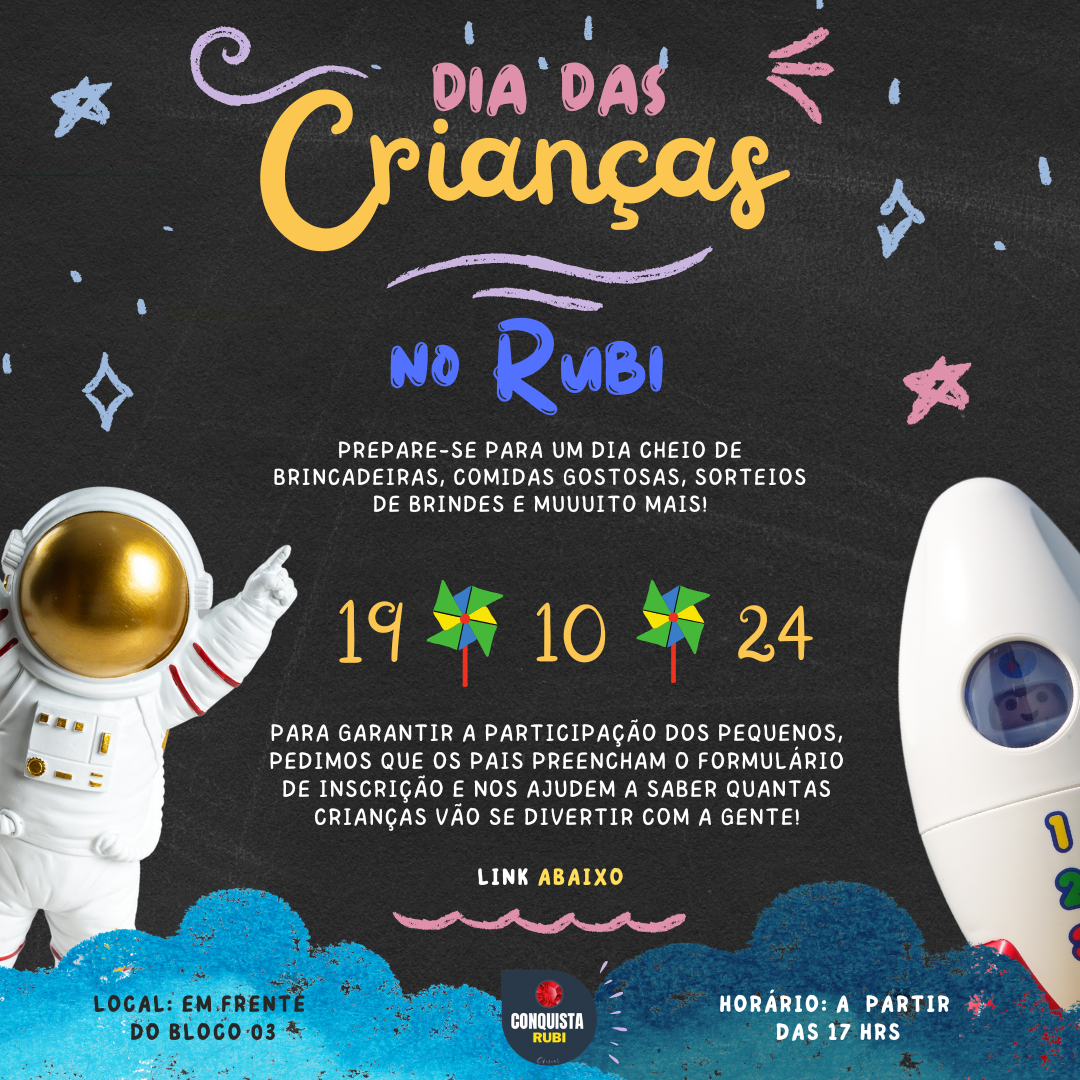 DIA DAS
Crianças
NO RUBI
PREPARE-SE PARA UM DIA CHEIO DE
BRINCADEIRAS, COMIDAS GOSTOSAS, SORTEIOS
DE BRINDES E MUUUITO MAIS!
19 10 24
PARA GARANTIR A PARTICIPAÇÃO DOS PEQUENOS,
PEDIMOS QUE OS PAIS PREENCHAM O FORMULÁRIO
DE INSCRIÇÃO E NOS AJUDEM A SABER QUANTAS
CRIANÇAS VÃO SE DIVERTIR COM A GENTE!
1
2
LINK ABAIXO
LOCAL: EM FRENTE
DO BLOCO 03
CONQUISTA
RUBI
HORÁRIO: A PARTIR
DAS 17 HRS